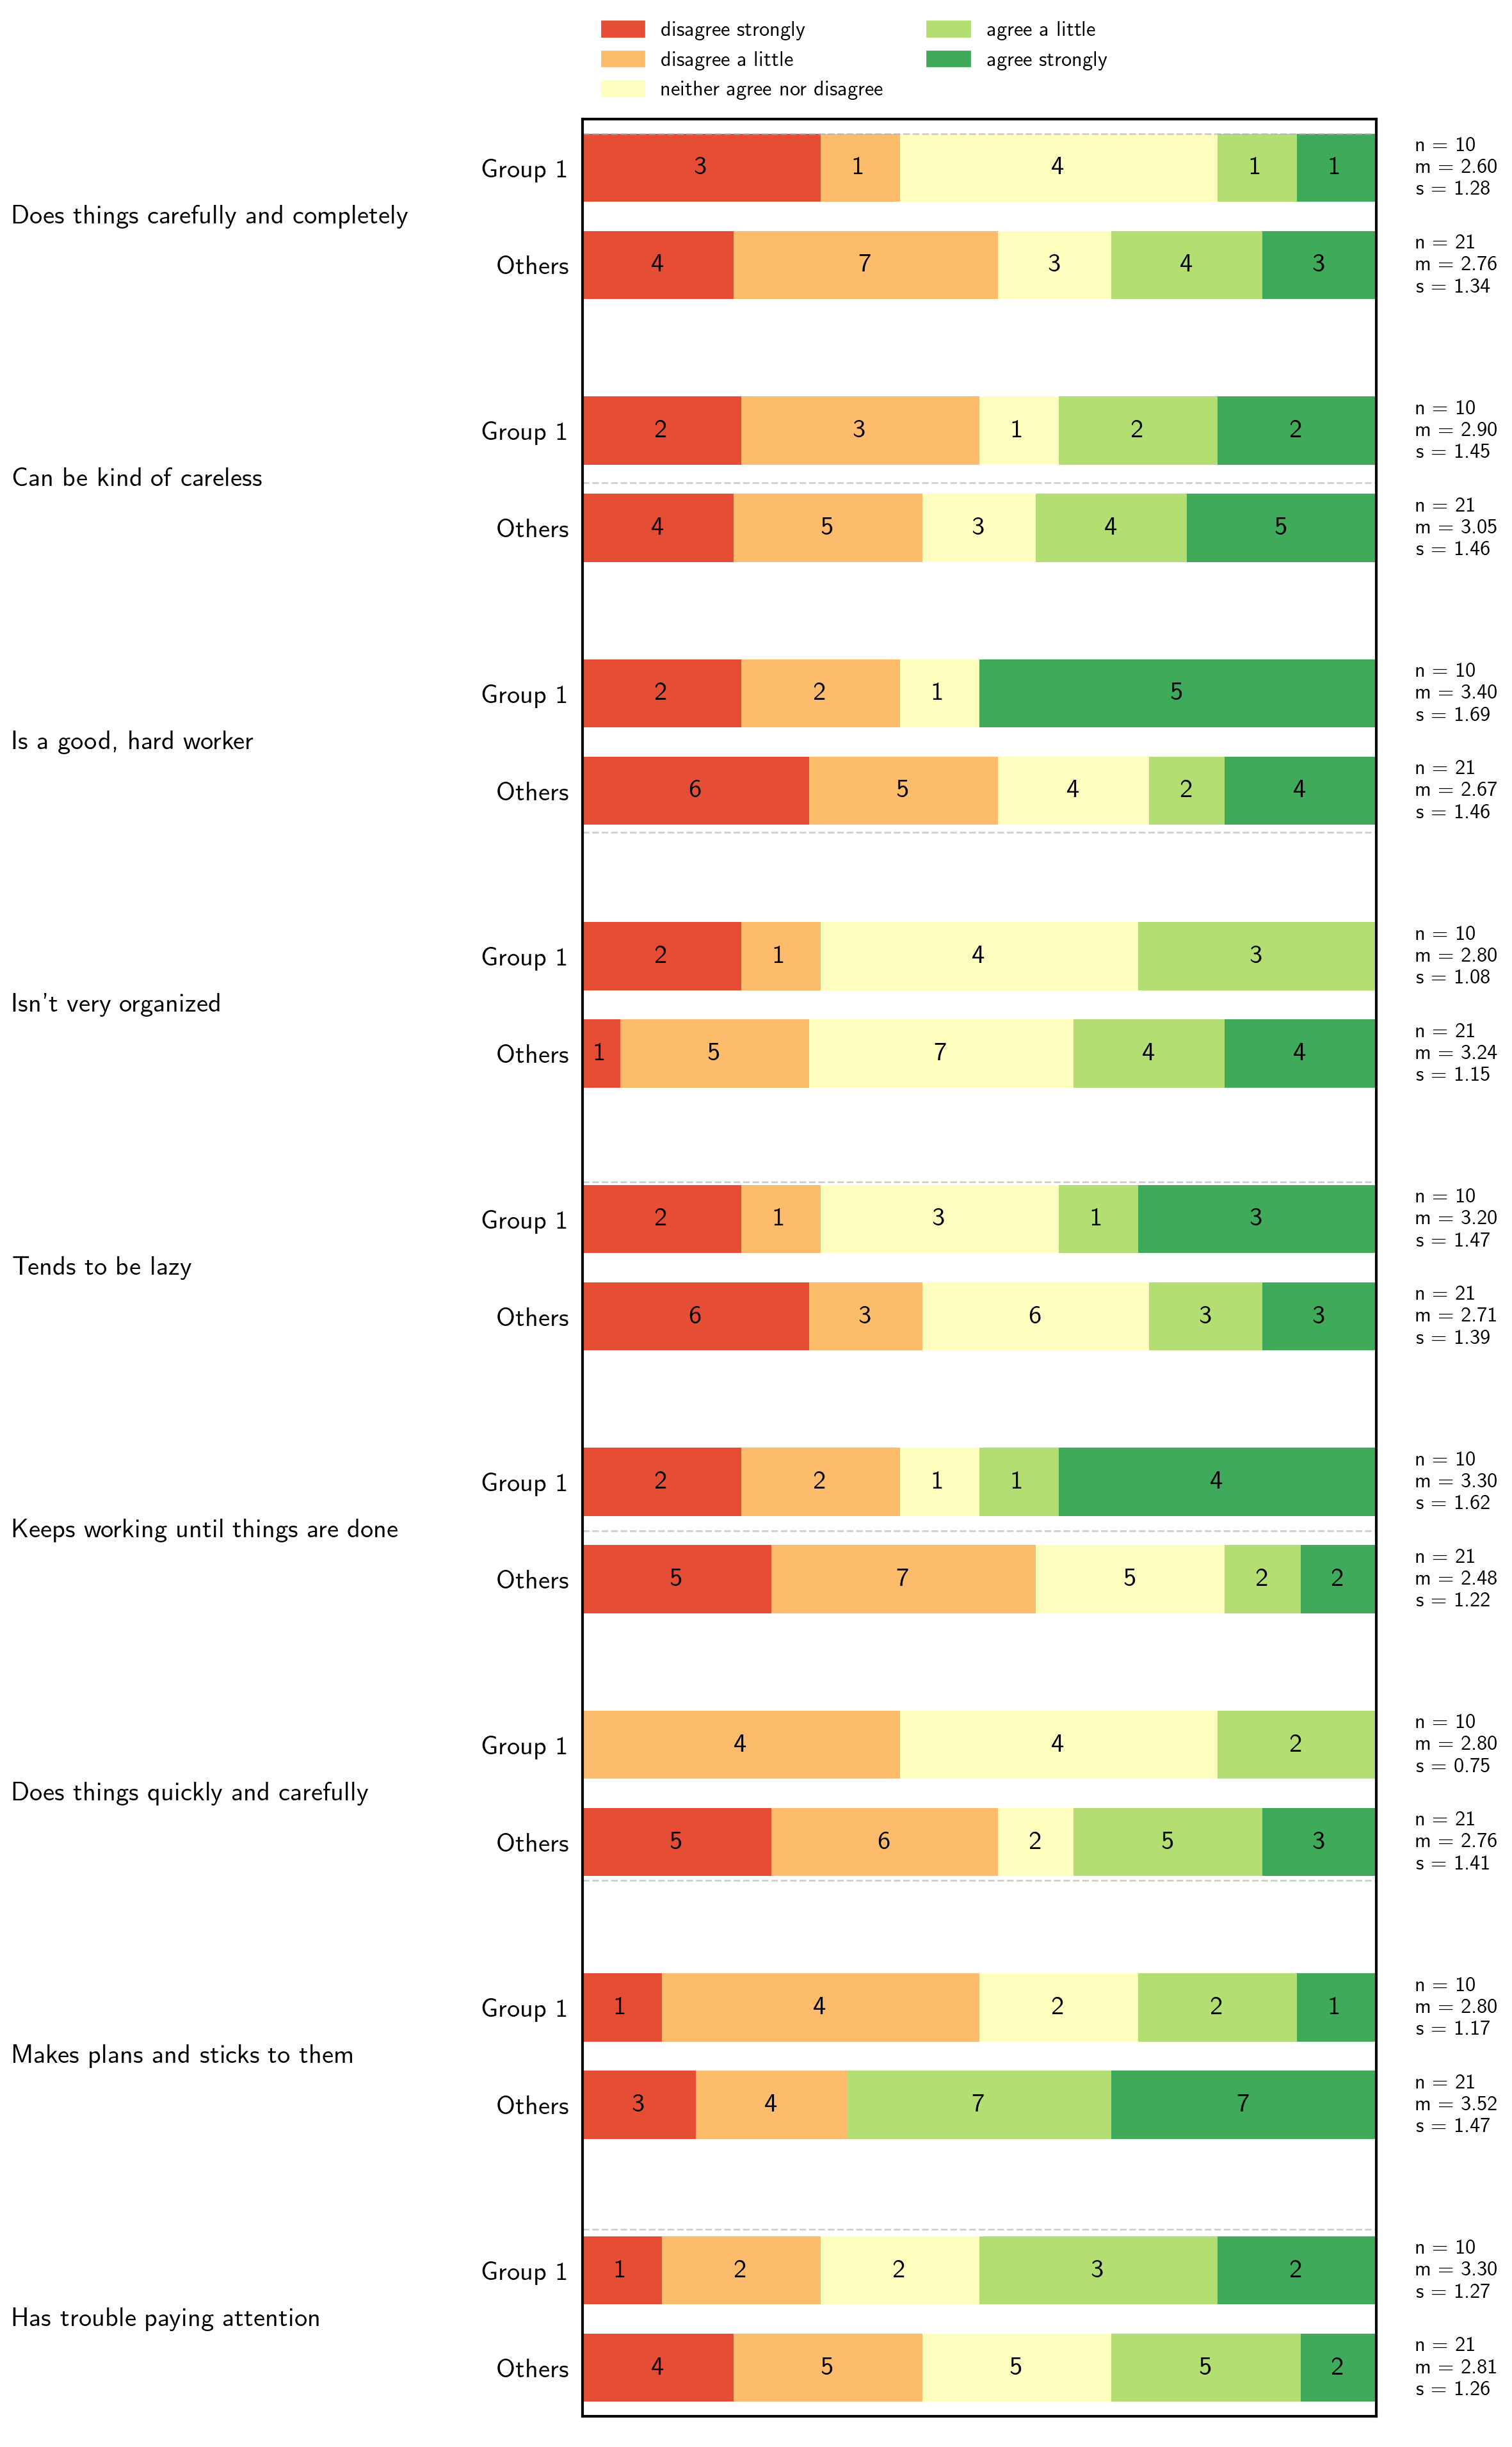 disagree strongly
disagree a little
neither agree nor disagree
agree a little
agree strongly
Does things carefully and completely
Group 1
3 1 4 1 1
n = 10
m = 2.60
s = 1.28
Others
4 7 3 4 3
n = 21
m = 2.76
s = 1.34
Can be kind of careless
Group 1
2 3 1 2 2
n = 10
m = 2.90
s = 1.45
Others
4 5 3 4 5
n = 21
m = 3.05
s = 1.46
Is a good, hard worker
Group 1
2 2 1 5
n = 10
m = 3.40
s = 1.69
Others
6 5 4 2 4
n = 21
m = 2.67
s = 1.46
Isn't very organized
Group 1
2 1 4 3
n = 10
m = 2.80
s = 1.08
Others
1 5 7 4 4
n = 21
m = 3.24
s = 1.15
Tends to be lazy
Group 1
2 1 3 1 3
n = 10
m = 3.20
s = 1.47
Others
6 3 6 3 3
n = 21
m = 2.71
s = 1.39
Keeps working until things are done
Group 1
2 2 1 1 4
n = 10
m = 3.30
s = 1.62
Others
5 7 5 2 2
n = 21
m = 2.48
s = 1.22
Does things quickly and carefully
Group 1
4 4 2
n = 10
m = 2.80
s = 0.75
Others
5 6 2 5 3
n = 21
m = 2.76
s = 1.41
Makes plans and sticks to them
Group 1
1 4 2 2 1
n = 10
m = 2.80
s = 1.17
Others
3 4 7 7
n = 21
m = 3.52
s = 1.47
Has trouble paying attention
Group 1
1 2 2 3 2
n = 10
m = 3.30
s = 1.27
Others
4 5 5 5 2
n = 21
m = 2.81
s = 1.26